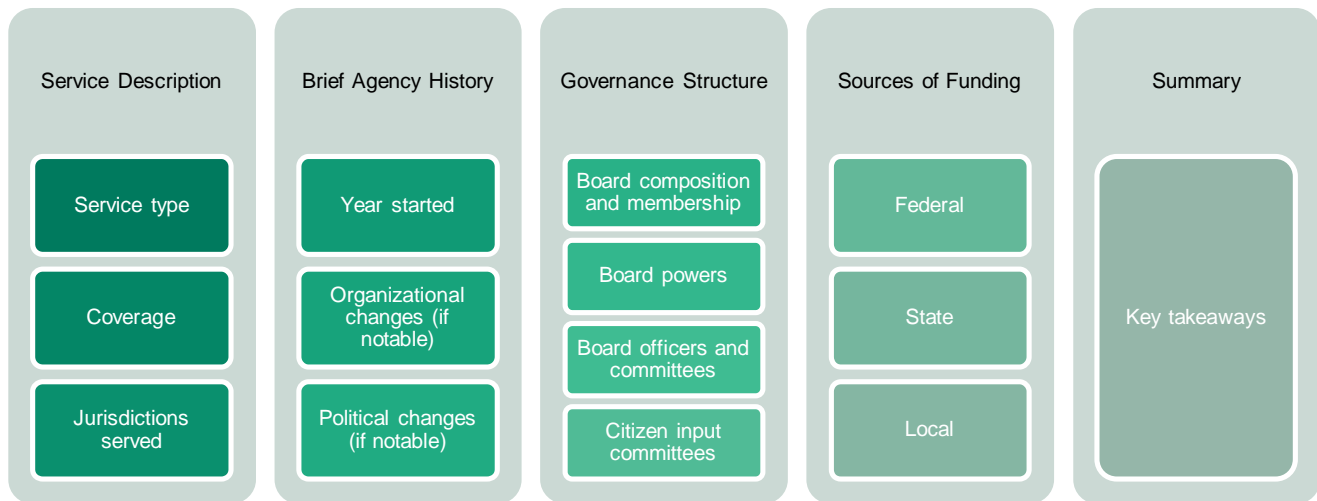 Service Description
Service type
Coverage
Jurisdictions
served
Brief Agency History
Year started
Organizational
changes (if
notable)
Political changes
(if notable)
Governance Structure
Board composition
and membership
Board powers
Board officers and
committees
Citizen input
committees
Sources of Funding
Federal
State
Local
Summary
Key takeaways